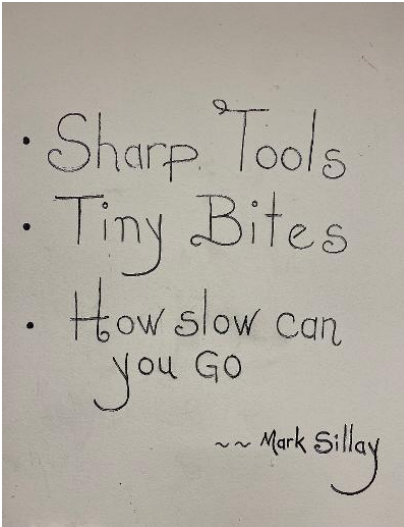 • Sharp Tools
• Tiny Bites
• How slow can
you Go
~~ Mark Sillay